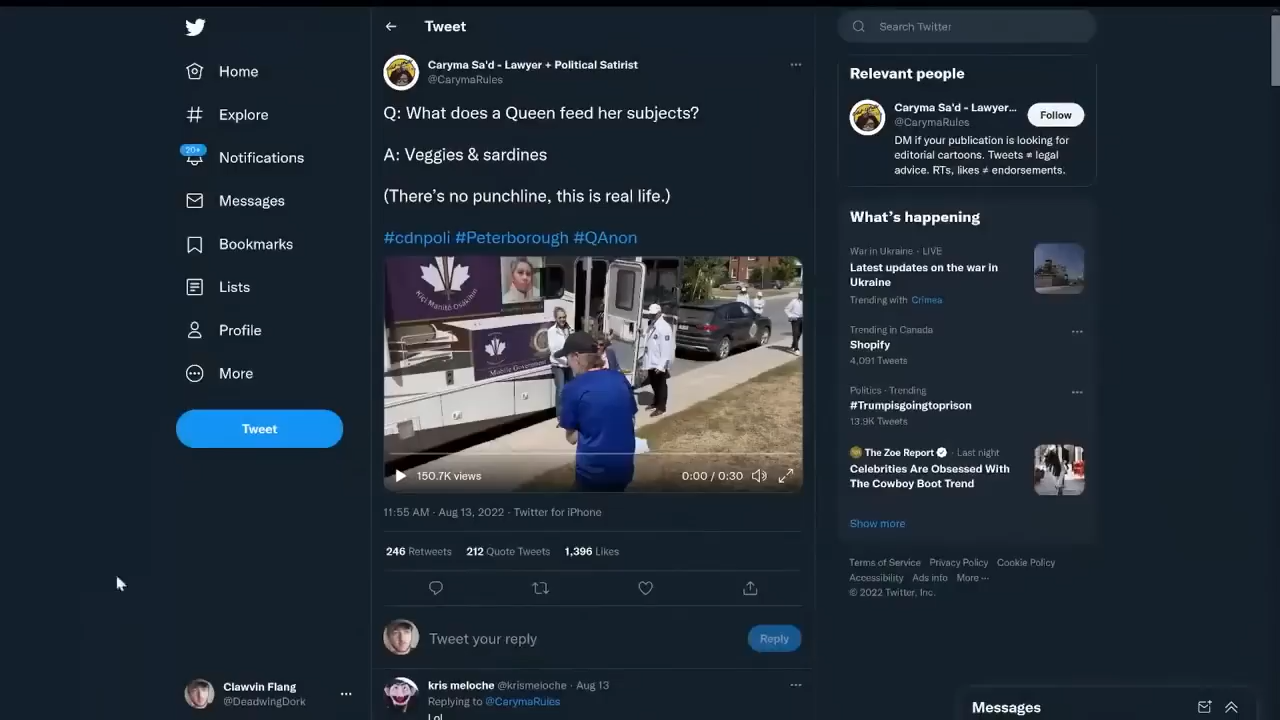 Home
Explore
20+
Notifications
Messages
Bookmarks
Lists
Profile
More
Tweet
Clawvin Flang
@DeadwingDork
Tweet
Caryma Sa'd - Lawyer + Political Satirist
@CarymaRules
Q: What does a Queen feed her subjects?
A: Veggies & sardines
(There's no punchline, this is real life.)
#cdnpoli #Peterborough #QAnon
Kiçi Manitó Osákihàn
Mobile Government
150.7K views
0:00 / 0:30
11:55 AM · Aug 13, 2022 · Twitter for iPhone
246 Retweets 212 Quote Tweets 1,396 Likes
Tweet your reply
Reply
kris meloche @krismeloche · Aug 13
Replying to @CarymaRules
Lol
Search Twitter
Relevant people
Caryma Sa'd - Lawyer...
@CarymaRules
Follow
DM if your publication is looking for
editorial cartoons. Tweets ≠ legal
advice. RTs, likes ≠ endorsements.
What's happening
War in Ukraine · LIVE
Latest updates on the war in
Ukraine
Trending with Crimea
Trending in Canada
Shopify
4,091 Tweets
Politics · Trending
#Trumpisgoingtoprison
13.9K Tweets
The Zoe Report · Last night
Celebrities Are Obsessed With
The Cowboy Boot Trend
Show more
Terms of Service Privacy Policy Cookie Policy
Accessibility Ads info More ···
© 2022 Twitter, Inc.
Messages